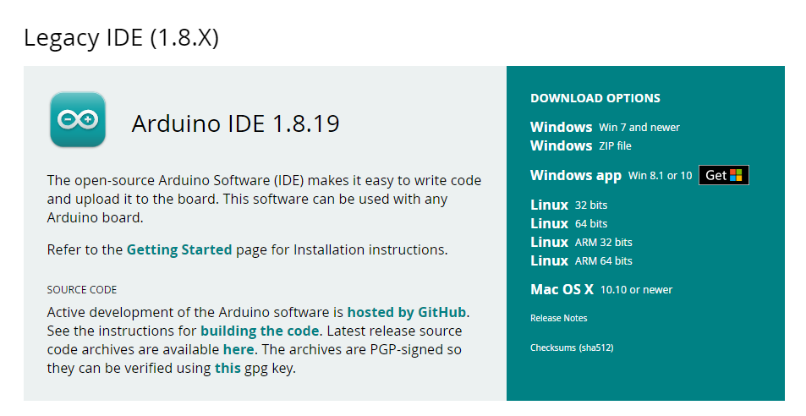 Legacy IDE (1.8.X)
Arduino IDE 1.8.19
The open-source Arduino Software (IDE) makes it easy to write code
and upload it to the board. This software can be used with any
Arduino board.
Refer to the Getting Started page for Installation instructions.
SOURCE CODE
Active development of the Arduino software is hosted by GitHub.
See the instructions for building the code. Latest release source
code archives are available here. The archives are PGP-signed so
they can be verified using this gpg key.
DOWNLOAD OPTIONS
Windows Win 7 and newer
Windows ZIP file
Windows app Win 8.1 or 10 Get
Linux 32 bits
Linux 64 bits
Linux ARM 32 bits
Linux ARM 64 bits
Mac OS X 10.10 or newer
Release Notes
Checksums (sha512)